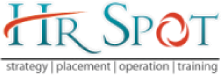 HR SPOT
strategy | placement | operation | training